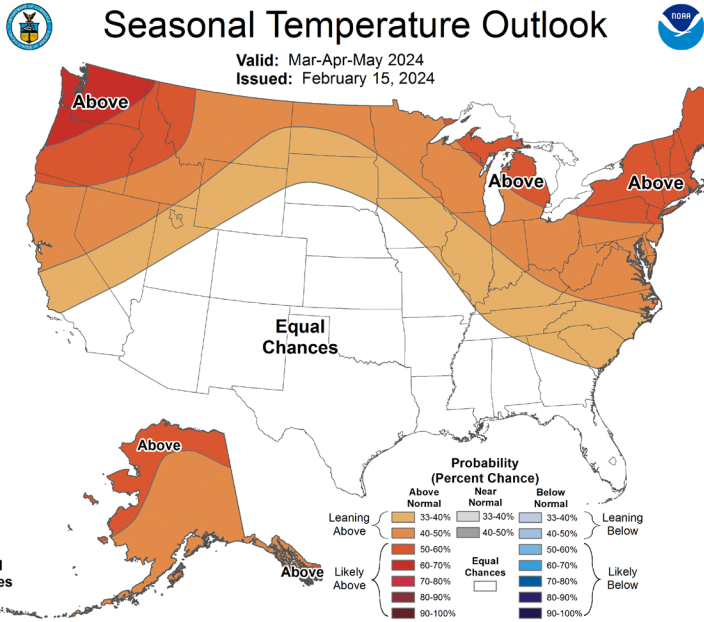 Seasonal Temperature Outlook
NOAA
Valid: Mar-Apr-May 2024
Issued: February 15, 2024
Above
Above
Above
Equal
Chances
Above
Above
Probability
(Percent Chance)
Above Normal
Near Normal
Below Normal
Leaning Above
33-40%
33-40%
33-40%
Leaning Below
40-50%
40-50%
40-50%
Likely Above
50-60%
50-60%
Likely Below
60-70%
Equal Chances
60-70%
70-80%
70-80%
80-90%
80-90%
90-100%
90-100%